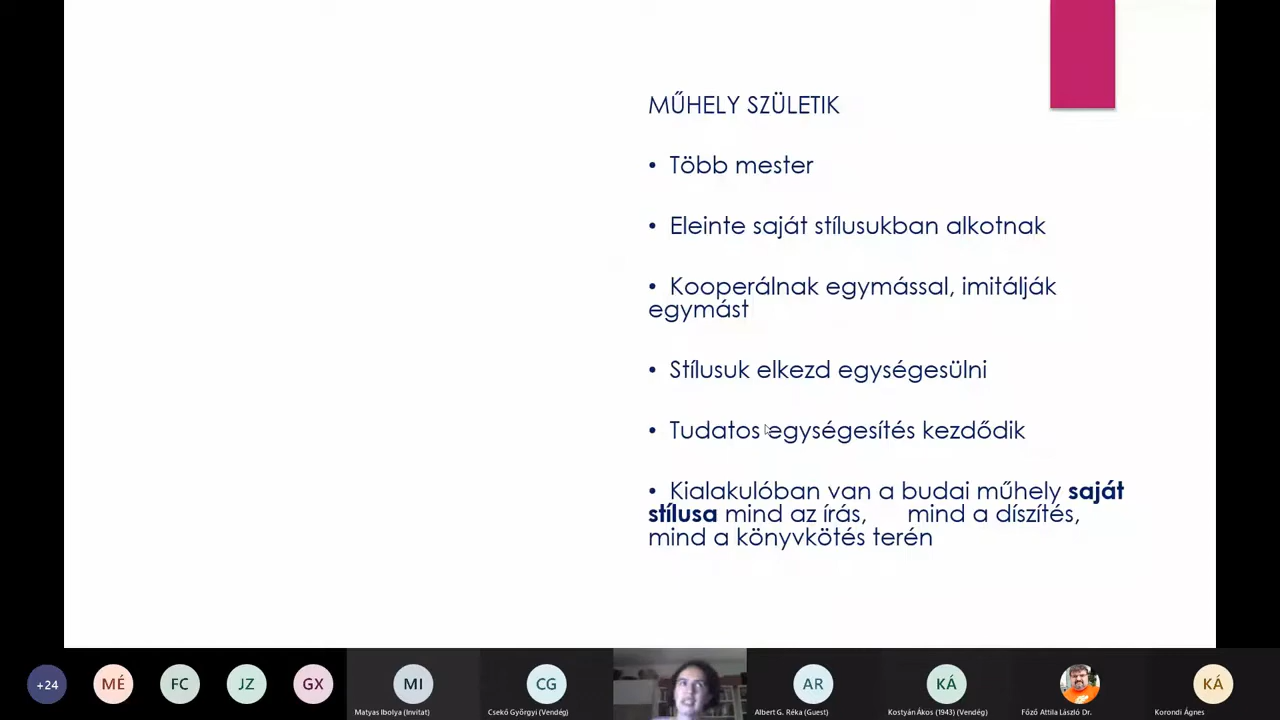 MŰHELY SZÜLETIK
• Több mester
• Eleinte saját stílusukban alkotnak
• Kooperálnak egymással, imitálják
egymást
• Stílusuk elkezd egységesülni
• Tudatos egységesítés kezdődik
• Kialakulóban van a budai műhely saját
stílusa mind az írás, mind a díszítés,
mind a könyvkötés terén
+24 MÉ FC JZ GX MI CG AR KÁ KÁ
Matyas Ibolya (Invitat) Csekő Györgyi (Vendég) Albert G. Réka (Guest) Kostyán Ákos (1943) (Vendég) Főző Attila László Dr. Korondi Ágnes